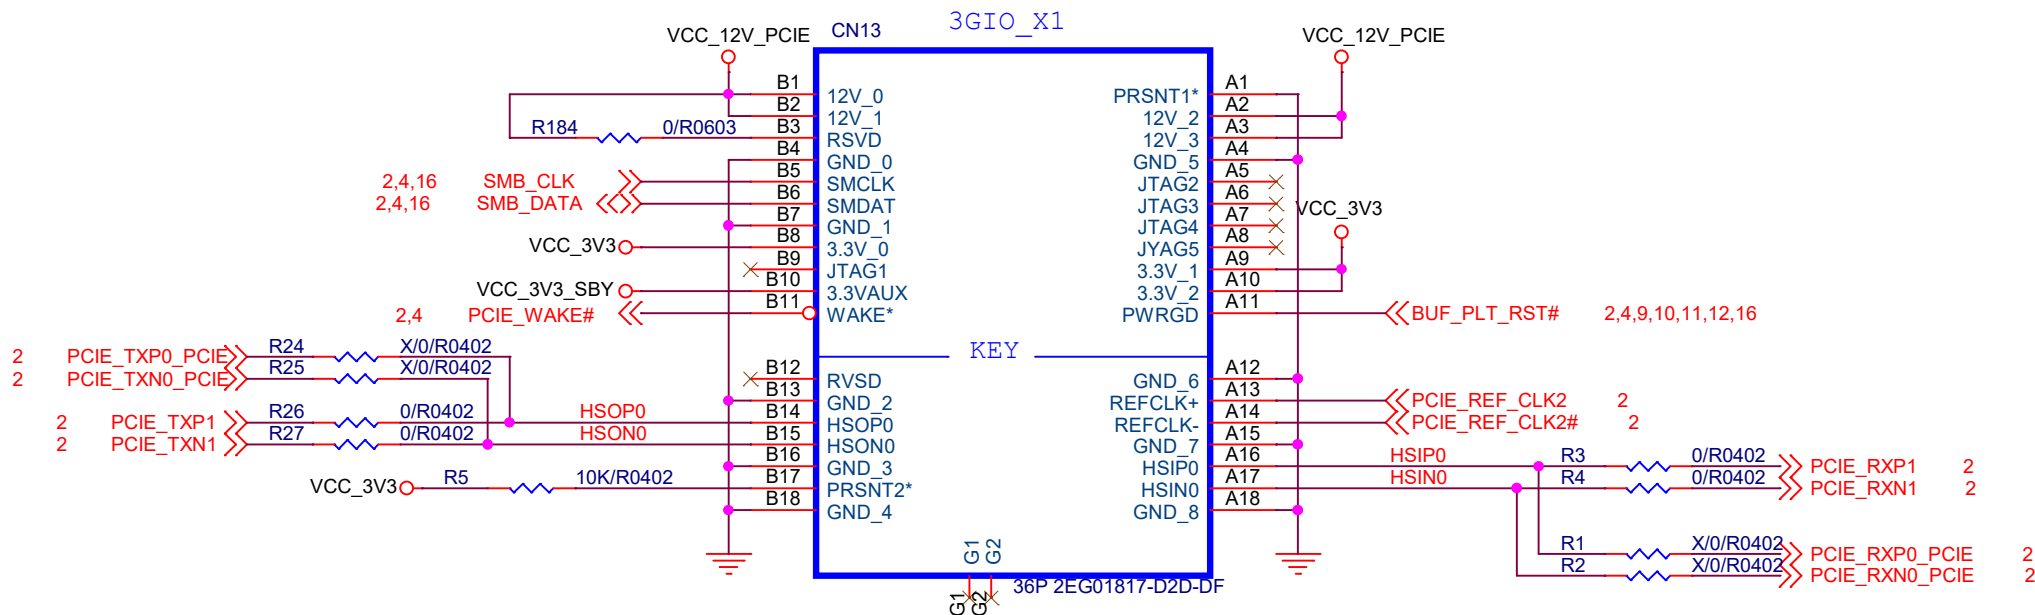 3GIO_X1
VCC_12V_PCIE CN13 VCC_12V_PCIE
B1 12V_0 PRSNT1* A1
B2 12V_1 12V_2 A2
R184 0/R0603 B3 RSVD 12V_3 A3
B4 GND_0 GND_5 A4
2,4,16 SMB_CLK B5 SMCLK JTAG2 A5
2,4,16 SMB_DATA B6 SMDAT JTAG3 A6
VCC_3V3
B7 GND_1 JTAG4 A7
VCC_3V3 B8 3.3V_0 JYAG5 A8
B9 JTAG1 3.3V_1 A9
VCC_3V3_SBY B10 3.3VAUX 3.3V_2 A10
2,4 PCIE_WAKE# B11 WAKE* PWRGD A11 BUF_PLT_RST# 2,4,9,10,11,12,16
KEY
2 PCIE_TXP0_PCIE R24 X/0/R0402
2 PCIE_TXN0_PCIE R25 X/0/R0402
B12 RVSD GND_6 A12
B13 GND_2 REFCLK+ A13 PCIE_REF_CLK2 2
2 PCIE_TXP1 R26 0/R0402 HSOP0 B14 HSOP0 REFCLK- A14 PCIE_REF_CLK2# 2
2 PCIE_TXN1 R27 0/R0402 HSON0 B15 HSON0 GND_7 A15
B16 GND_3 HSIP0 A16 HSIP0 R3 0/R0402 PCIE_RXP1 2
VCC_3V3 R5 10K/R0402 B17 PRSNT2* HSIN0 A17 HSIN0 R4 0/R0402 PCIE_RXN1 2
B18 GND_4 GND_8 A18
G1 G2
R1 X/0/R0402 PCIE_RXP0_PCIE 2
R2 X/0/R0402 PCIE_RXN0_PCIE 2
36P 2EG01817-D2D-DF
G1 G2